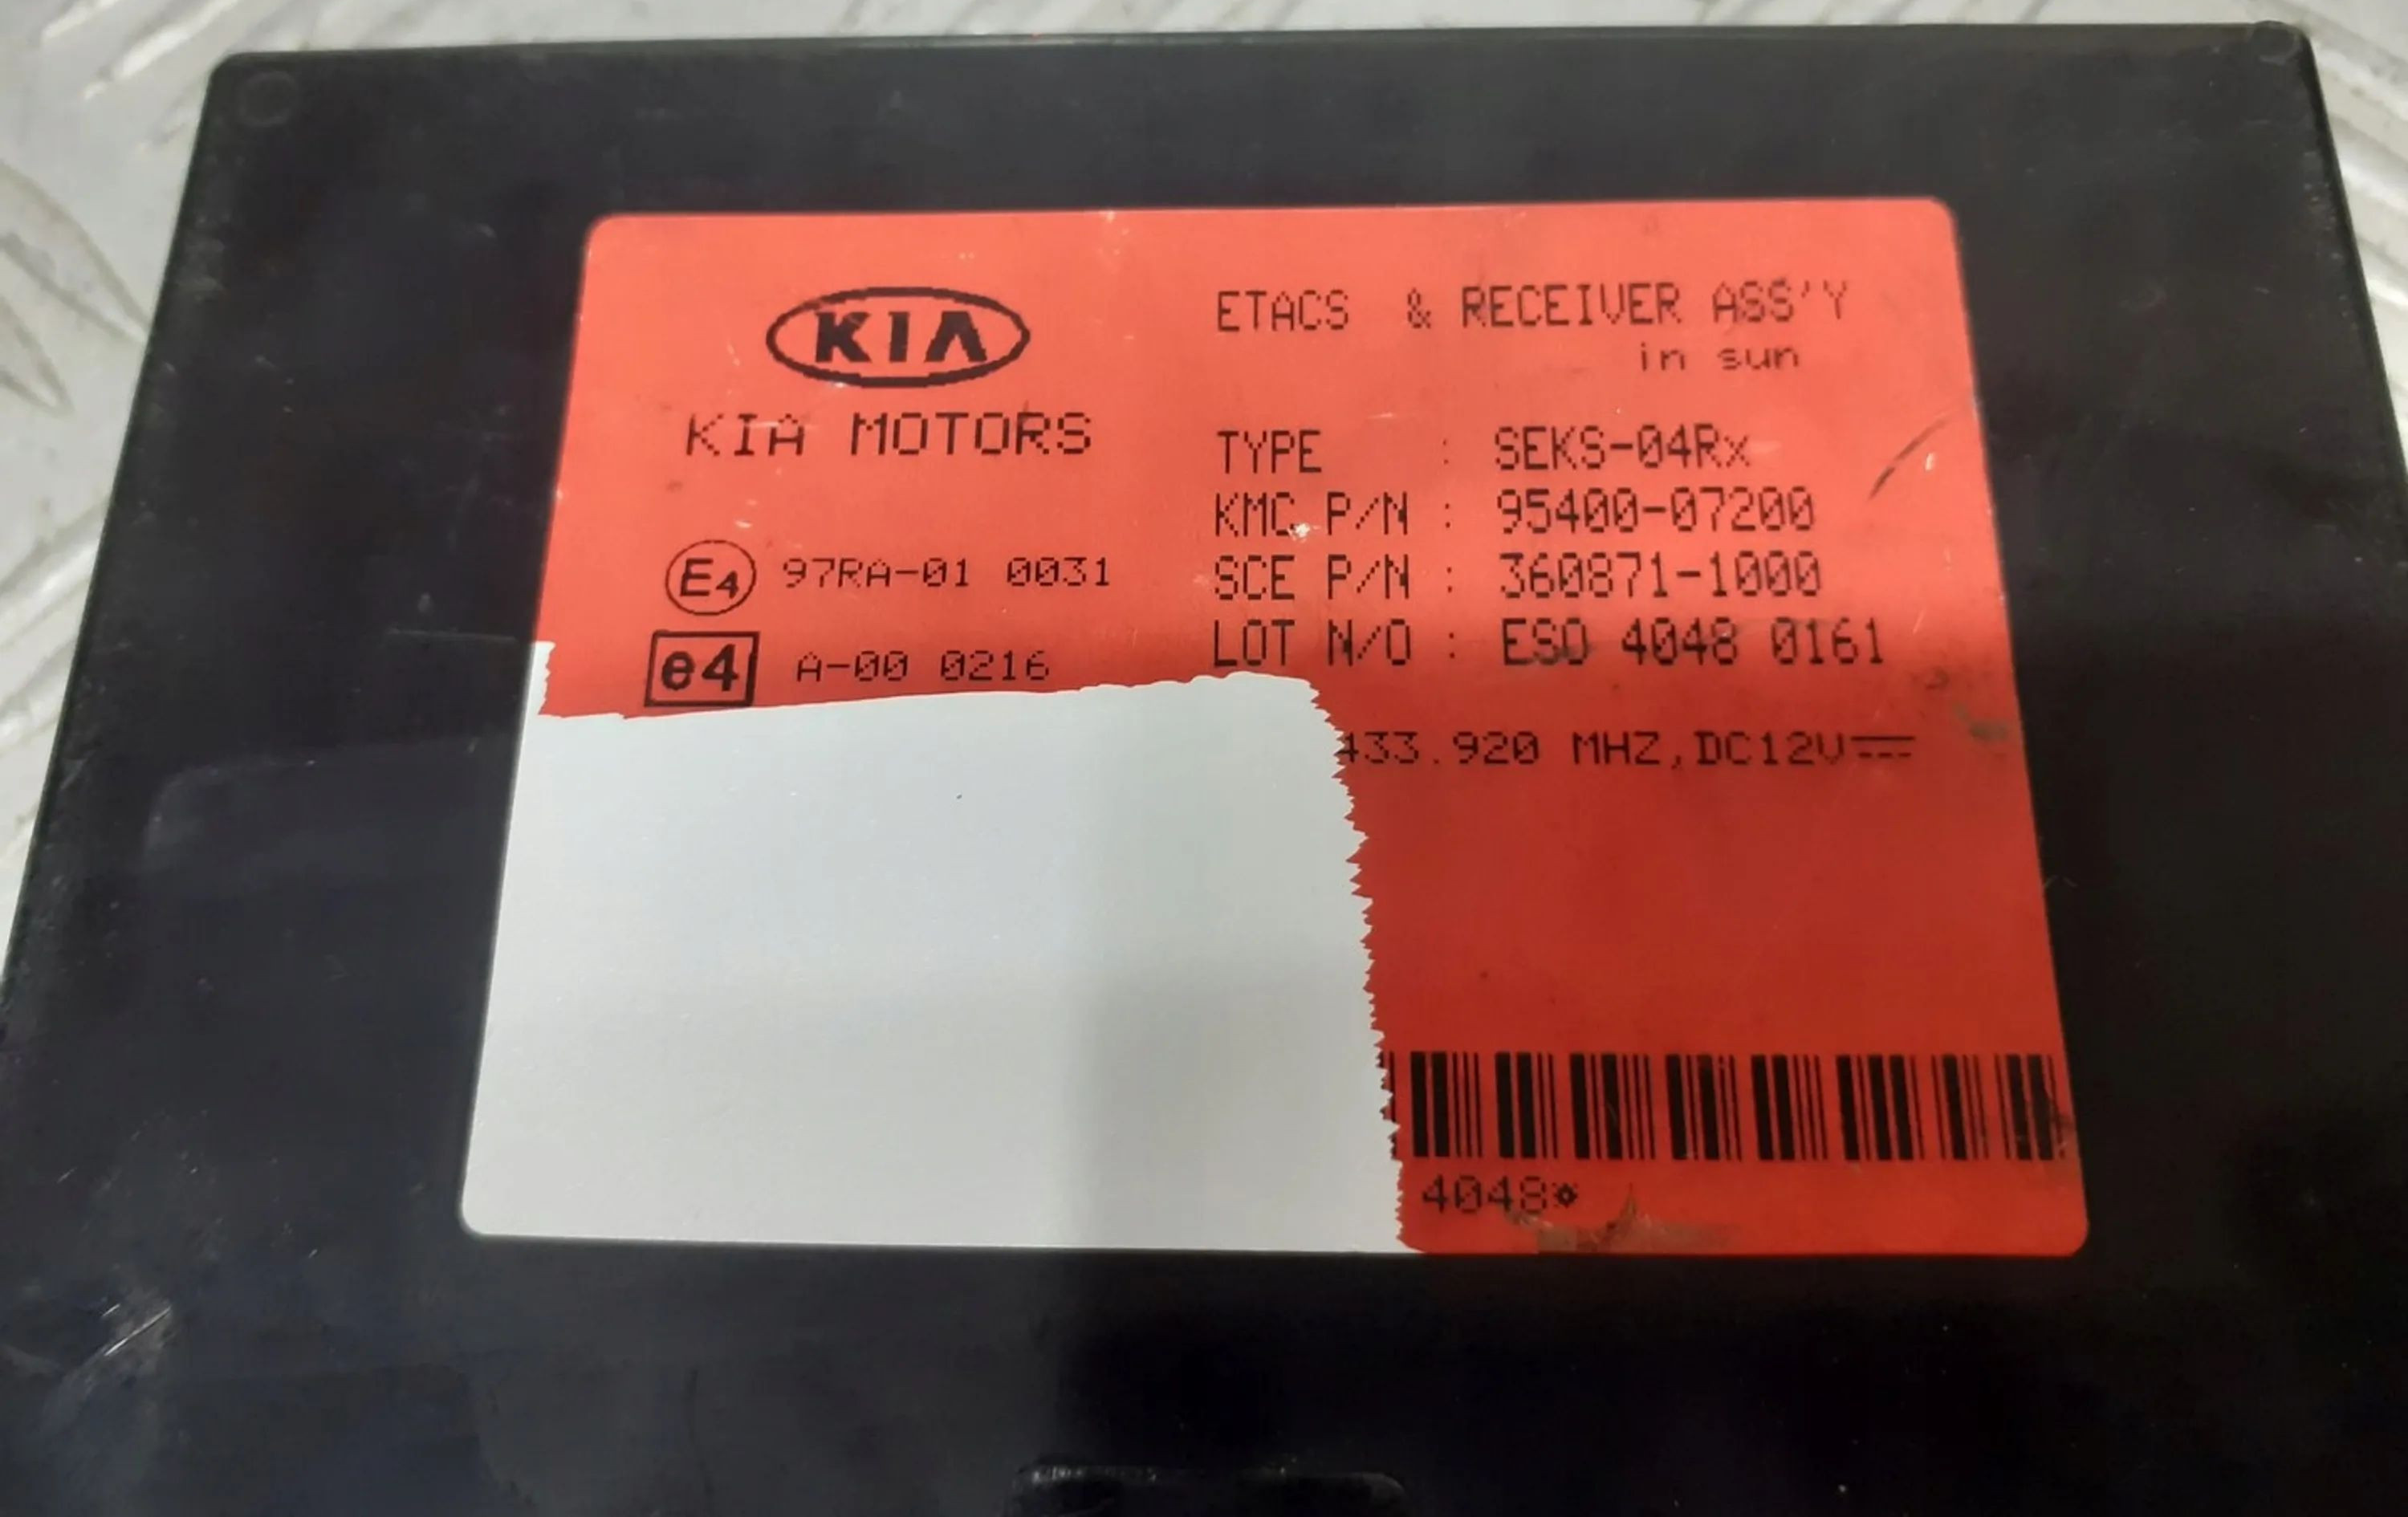 KIA
KIA MOTORS
E4 97RA-01 0031
e4 A-00 0216
ETACS & RECEIVER ASS'Y
in sun
TYPE : SEKS-04Rx
KMC P/N : 95400-07200
SCE P/N : 360871-1000
LOT N/O : ESO 4048 0161
433.920 MHZ,DC12V
4048*